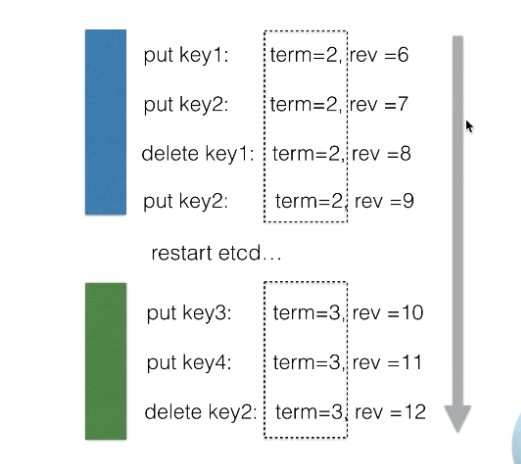 put key1: term=2, rev =6
put key2: term=2, rev =7
delete key1: term=2, rev =8
put key2: term=2, rev =9
restart etcd...
put key3: term=3, rev =10
put key4: term=3, rev =11
delete key2: term=3, rev =12